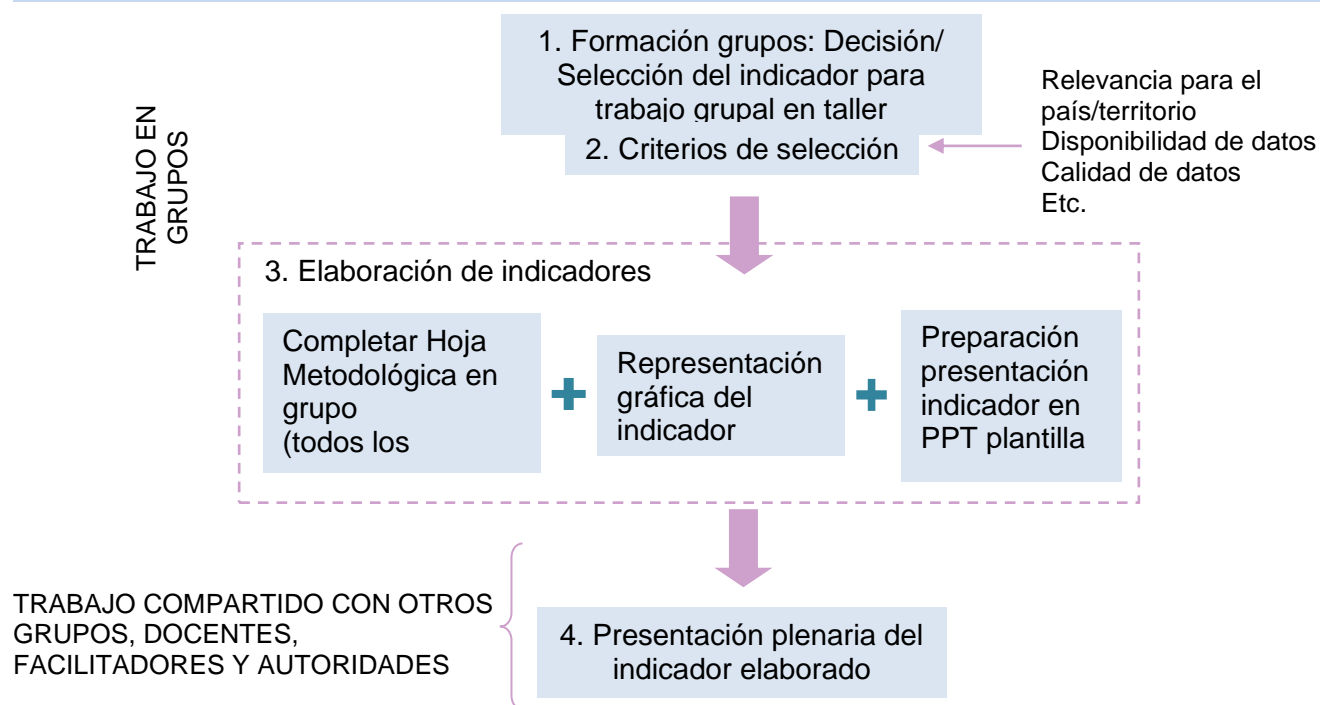 1. Formación grupos: Decisión/
Selección del indicador para
trabajo grupal en taller
2. Criterios de selección
Relevancia para el
país/territorio
Disponibilidad de datos
Calidad de datos
Etc.
TRABAJO EN
GRUPOS
3. Elaboración de indicadores
Completar Hoja
Metodológica en
grupo
(todos los
Representación
gráfica del
indicador
Preparación
presentación
indicador en
PPT plantilla
TRABAJO COMPARTIDO CON OTROS
GRUPOS, DOCENTES,
FACILITADORES Y AUTORIDADES
4. Presentación plenaria del
indicador elaborado